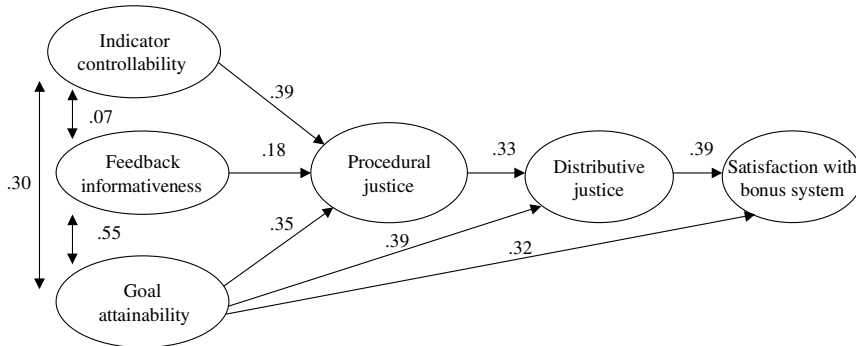 Indicator
controllability
.39
.07
.30
Feedback
informativeness
.18
Procedural
justice
.33
Distributive
justice
.39
Satisfaction with
bonus system
.55
.35
.39
.32
Goal
attainability